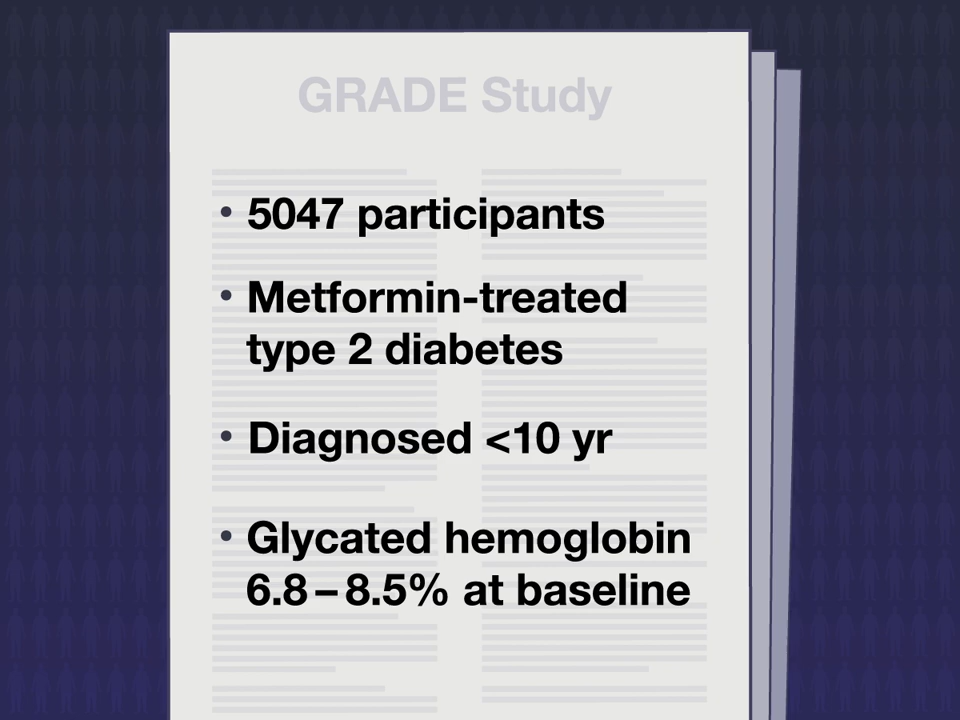 GRADE Study
• 5047 participants
• Metformin-treated
type 2 diabetes
• Diagnosed <10 yr
• Glycated hemoglobin
6.8–8.5% at baseline